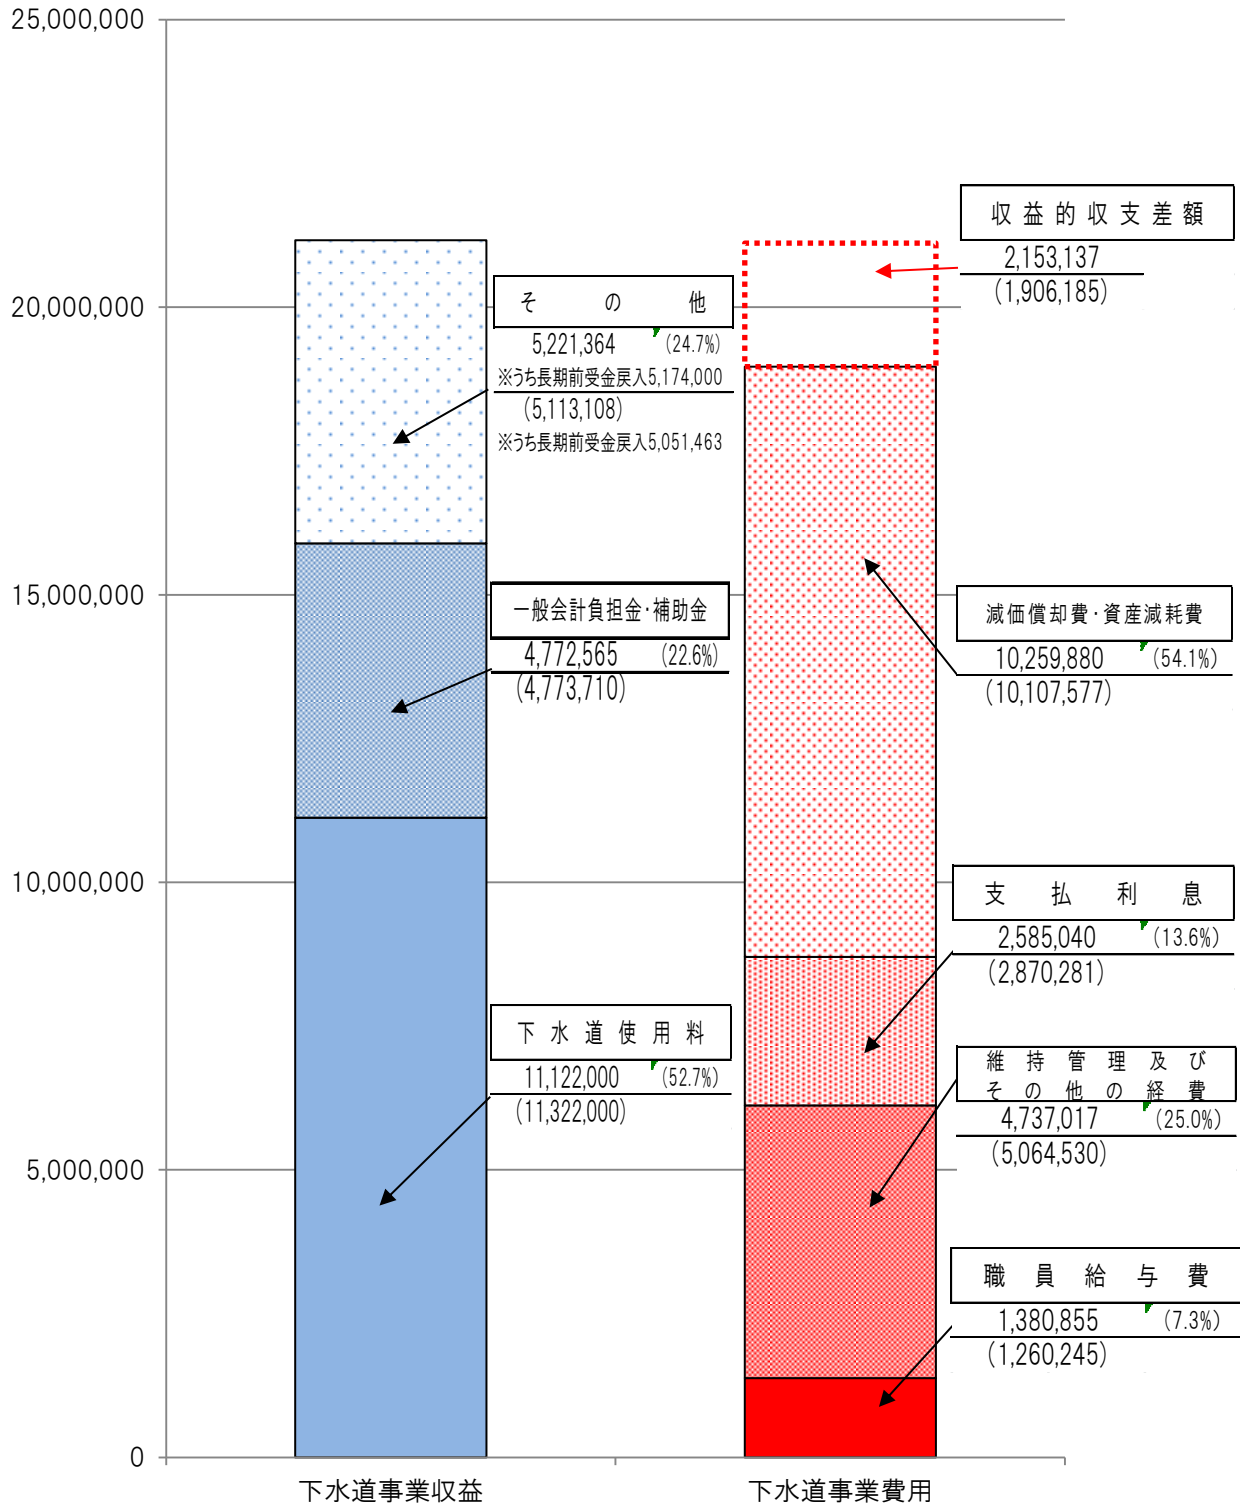 25,000,000
20,000,000
15,000,000
10,000,000
5,000,000
0
その他
5,221,364 (24.7%)
※うち長期前受金戻入5,174,000
(5,113,108)
※うち長期前受金戻入5,051,463
一般会計負担金・補助金
4,772,565 (22.6%)
(4,773,710)
下水道使用料
11,122,000 (52.7%)
(11,322,000)
収益的収支差額
2,153,137
(1,906,185)
減価償却費・資産減耗費
10,259,880 (54.1%)
(10,107,577)
支払利息
2,585,040 (13.6%)
(2,870,281)
維持管理及び
その他の経費
4,737,017 (25.0%)
(5,064,530)
職員給与費
1,380,855 (7.3%)
(1,260,245)
下水道事業収益
下水道事業費用